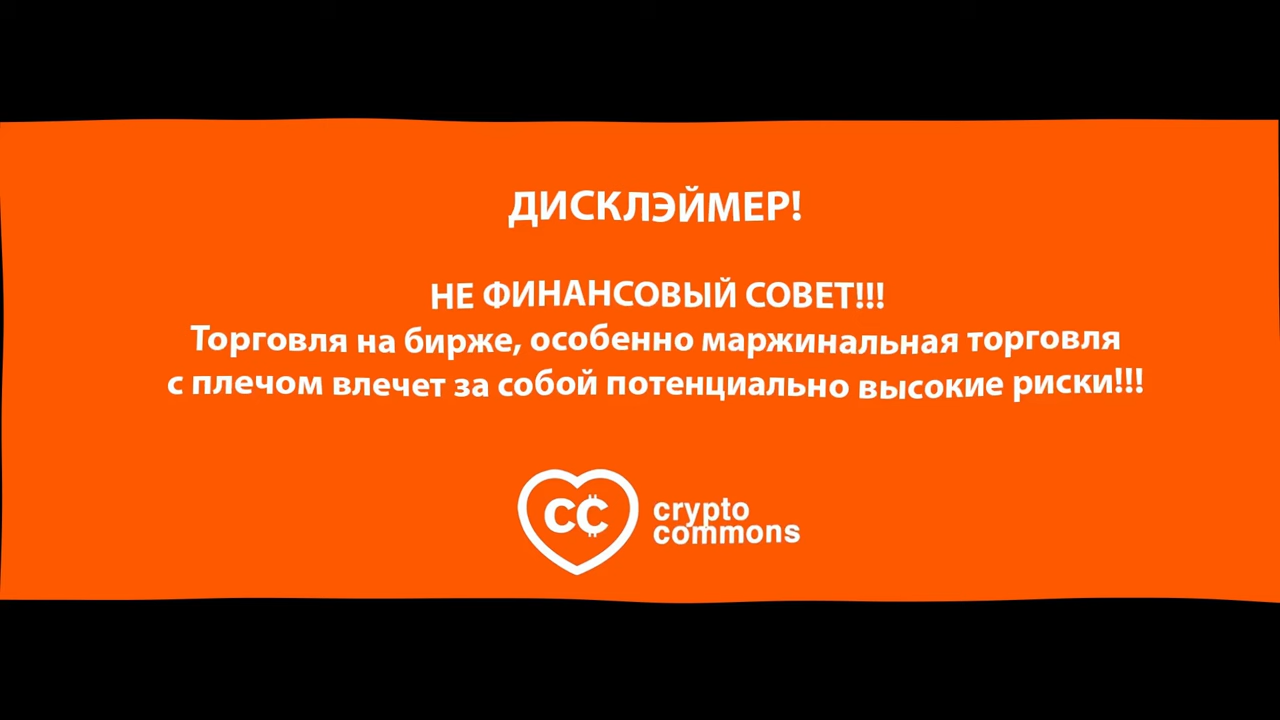 ДИСКЛЭЙМЕР!
НЕ ФИНАНСОВЫЙ СОВЕТ!!!
Торговля на бирже, особенно маржинальная торговля
с плечом влечет за собой потенциально высокие риски!!!
CC
crypto
commons